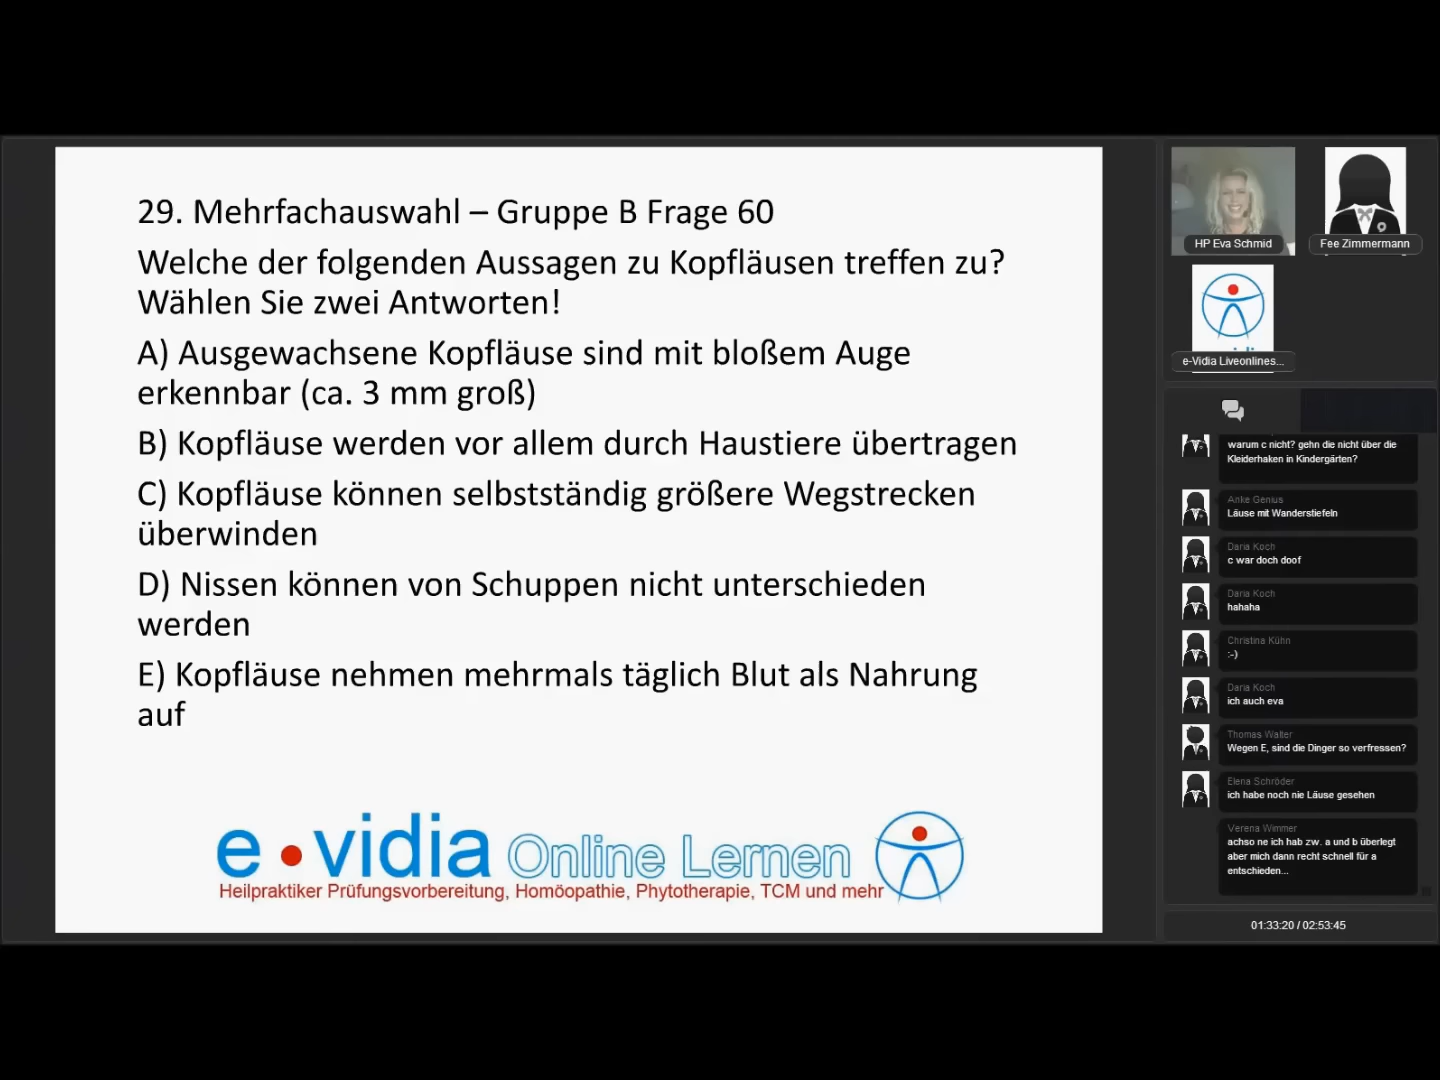 29. Mehrfachauswahl – Gruppe B Frage 60
Welche der folgenden Aussagen zu Kopfläusen treffen zu?
Wählen Sie zwei Antworten!
A) Ausgewachsene Kopfläuse sind mit bloßem Auge
erkennbar (ca. 3 mm groß)
B) Kopfläuse werden vor allem durch Haustiere übertragen
C) Kopfläuse können selbstständig größere Wegstrecken
überwinden
D) Nissen können von Schuppen nicht unterschieden
werden
E) Kopfläuse nehmen mehrmals täglich Blut als Nahrung
auf
e•vidia Online Lernen
Heilpraktiker Prüfungsvorbereitung, Homöopathie, Phytotherapie, TCM und mehr
HP Eva Schmid
Fee Zimmermann
e-Vidia Liveonlines...
warum c nicht? gehn die nicht über die
Kleiderhaken in Kindergärten?
Anke Genius
Läuse mit Wanderstiefeln
Daria Koch
c war doch doof
Daria Koch
hahaha
Christina Kühn
:-)
Daria Koch
ich auch eva
Thomas Walter
Wegen E, sind die Dinger so verfressen?
Elena Schröder
ich habe noch nie Läuse gesehen
Verena Wimmer
achso ne ich hab zw. a und b überlegt
aber mich dann recht schnell für a
entschieden...
01:33:20 / 02:53:45